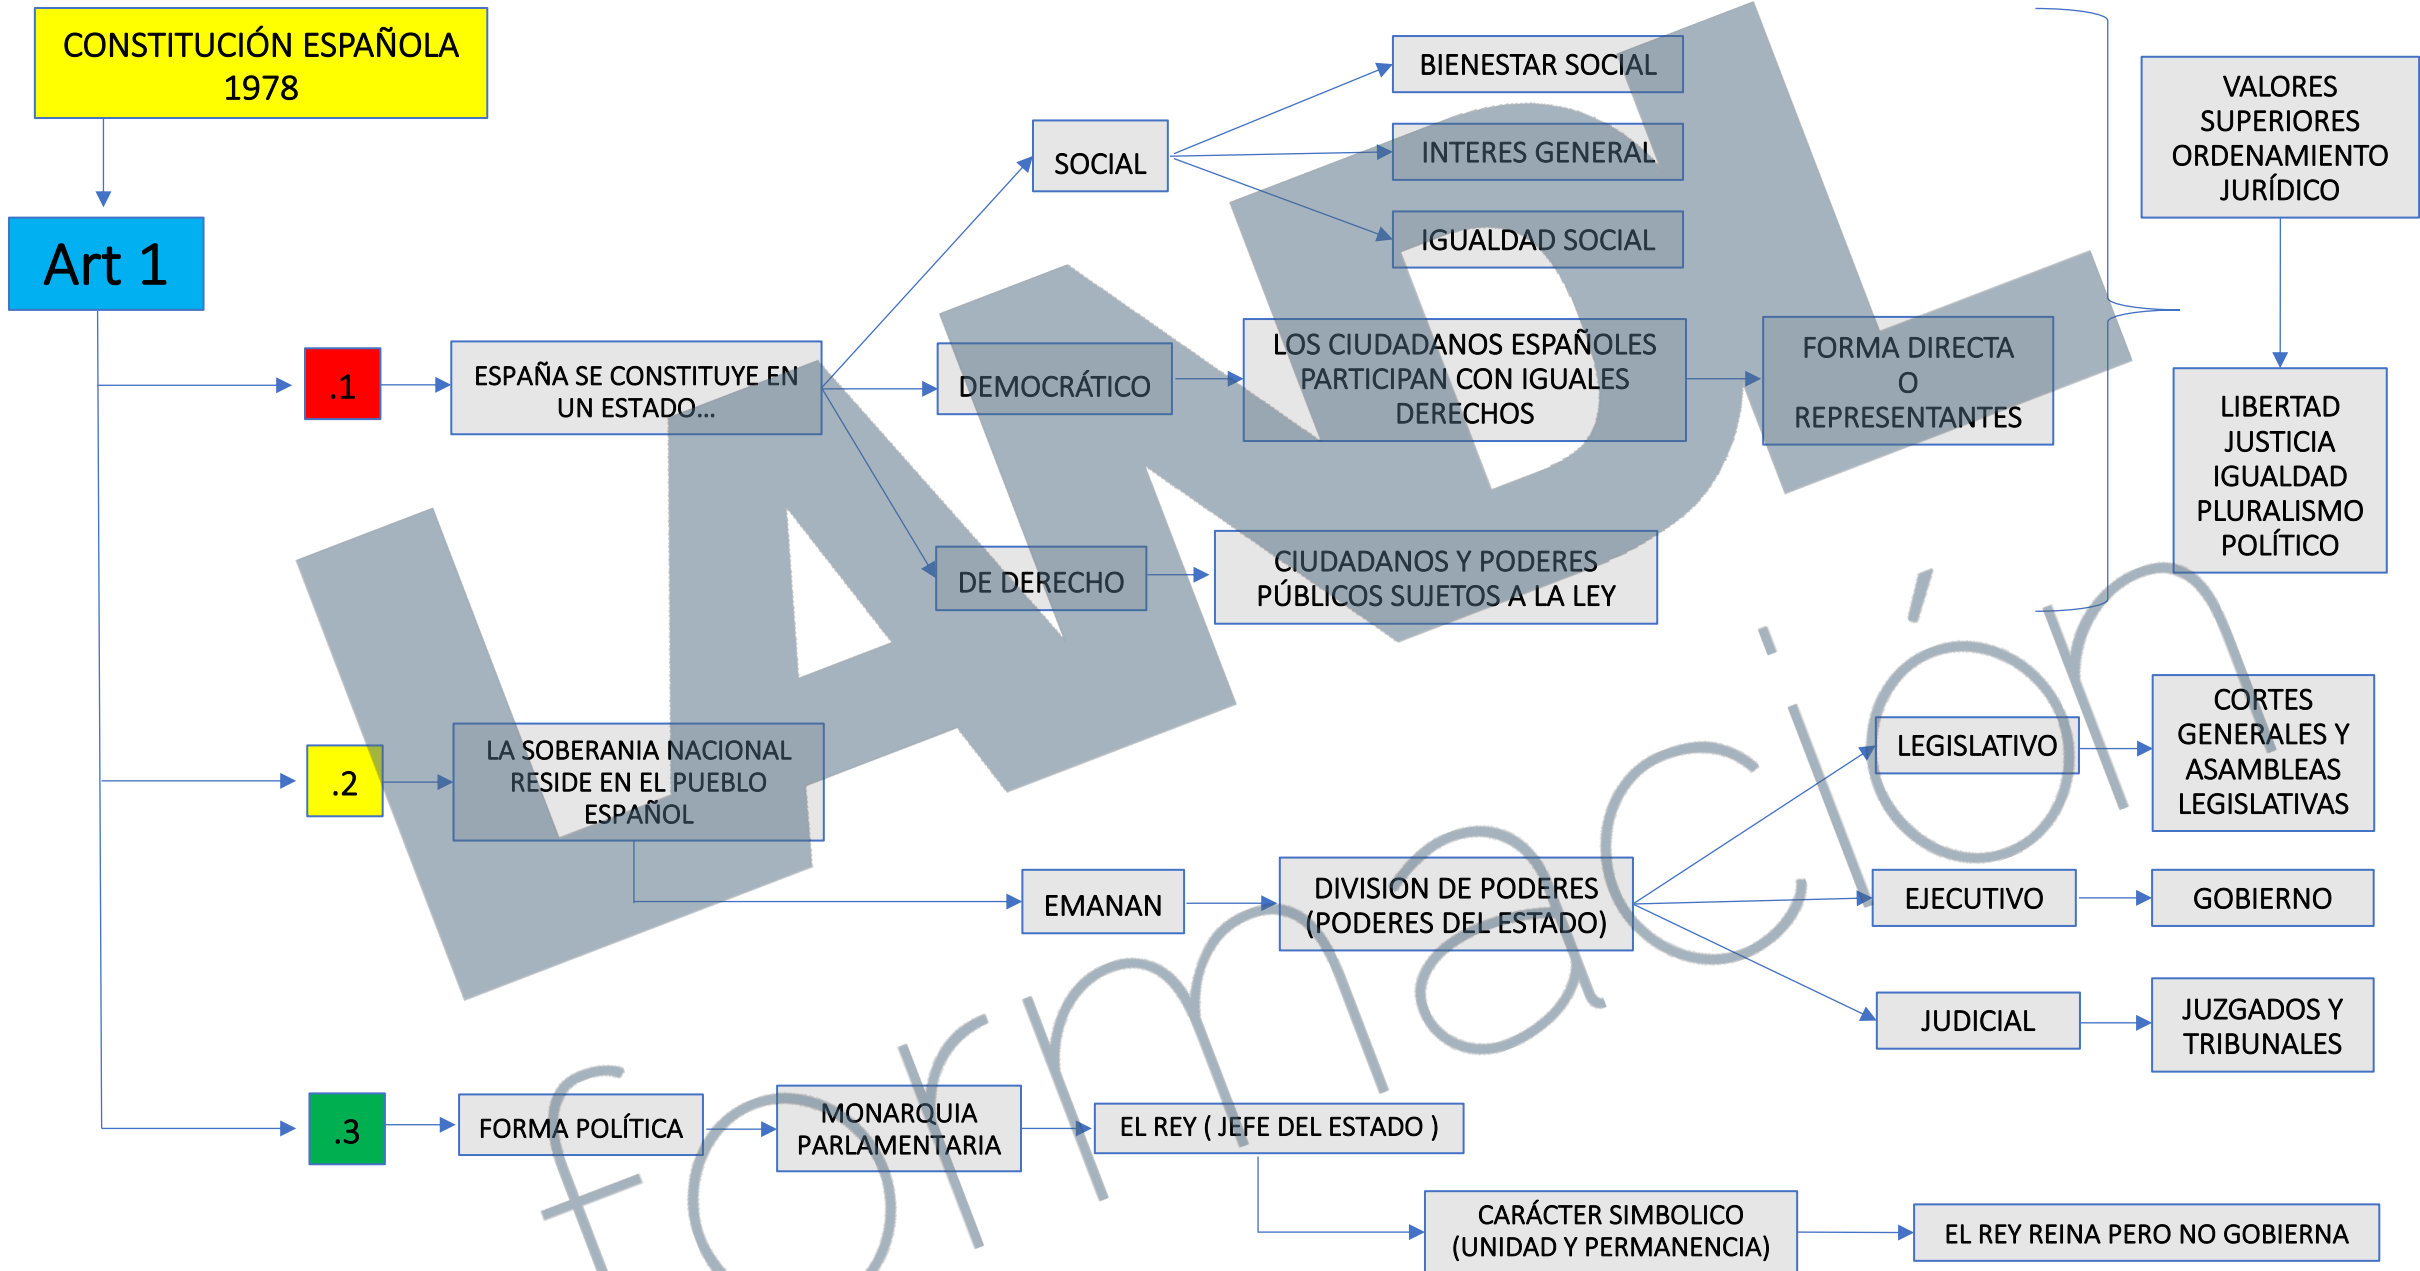 CONSTITUCIÓN ESPAÑOLA
1978
Art 1
.1
ESPAÑA SE CONSTITUYE EN
UN ESTADO...
SOCIAL
BIENESTAR SOCIAL
INTERES GENERAL
IGUALDAD SOCIAL
DEMOCRÁTICO
LOS CIUDADANOS ESPAÑOLES
PARTICIPAN CON IGUALES
DERECHOS
FORMA DIRECTA
O
REPRESENTANTES
DE DERECHO
CIUDADANOS Y PODERES
PÚBLICOS SUJETOS A LA LEY
VALORES
SUPERIORES
ORDENAMIENTO
JURÍDICO
LIBERTAD
JUSTICIA
IGUALDAD
PLURALISMO
POLÍTICO
.2
LA SOBERANIA NACIONAL
RESIDE EN EL PUEBLO
ESPAÑOL
EMANAN
DIVISION DE PODERES
(PODERES DEL ESTADO)
LEGISLATIVO
CORTES
GENERALES Y
ASAMBLEAS
LEGISLATIVAS
EJECUTIVO
GOBIERNO
JUDICIAL
JUZGADOS Y
TRIBUNALES
.3
FORMA POLÍTICA
MONARQUIA
PARLAMENTARIA
EL REY ( JEFE DEL ESTADO )
CARÁCTER SIMBOLICO
(UNIDAD Y PERMANENCIA)
EL REY REINA PERO NO GOBIERNA
LANDL
formación